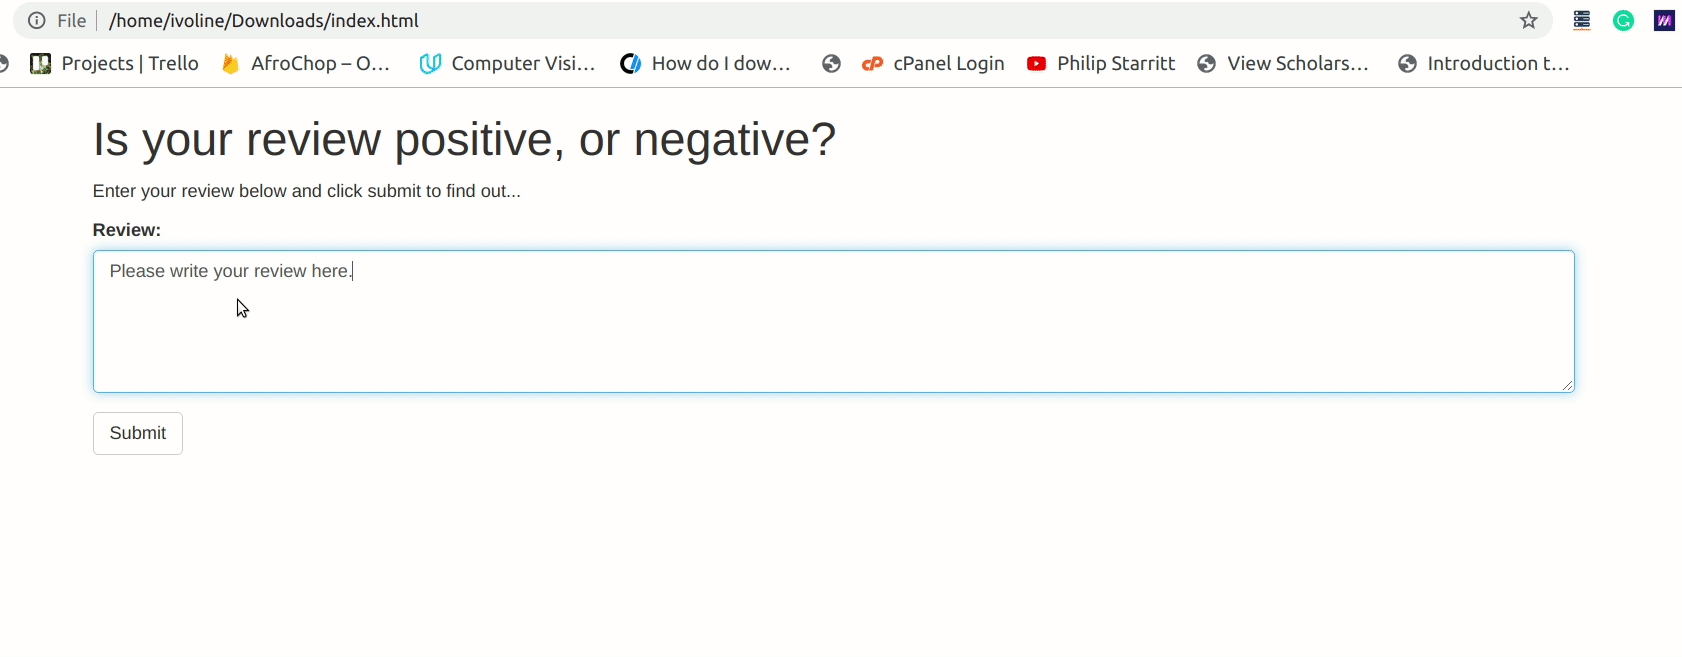 File /home/ivoline/Downloads/index.html
Projects | Trello AfroChop – O... Computer Visi... How do I dow... cPanel Login Philip Starritt View Scholars... Introduction t...
Is your review positive, or negative?
Enter your review below and click submit to find out...
Review:
Please write your review here.
Submit